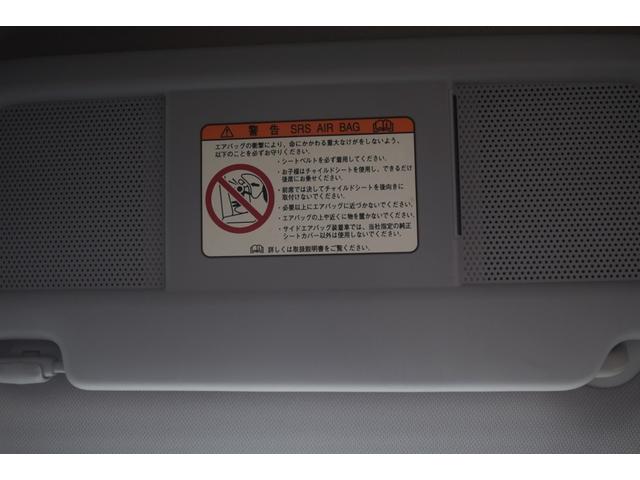 警告 SRS AIR BAG
エアバッグの衝撃により、命にかかわる重大なけがをしないよう、
以下のことを必ずお守りください。
・シートベルトを必ず着用してください。
・お子様はチャイルドシートを使用し、できるだけ
後席にお乗せください。
・前席では決してチャイルドシートを後向きに
取付けないでください。
・必要以上にエアバッグに近づかないでください。
・エアバッグの上や近くに物を置かないでください。
・サイドエアバッグ装着車では、当社指定の純正
シートカバー以外は使用しないでください。
詳しくは取扱説明書をご覧ください。